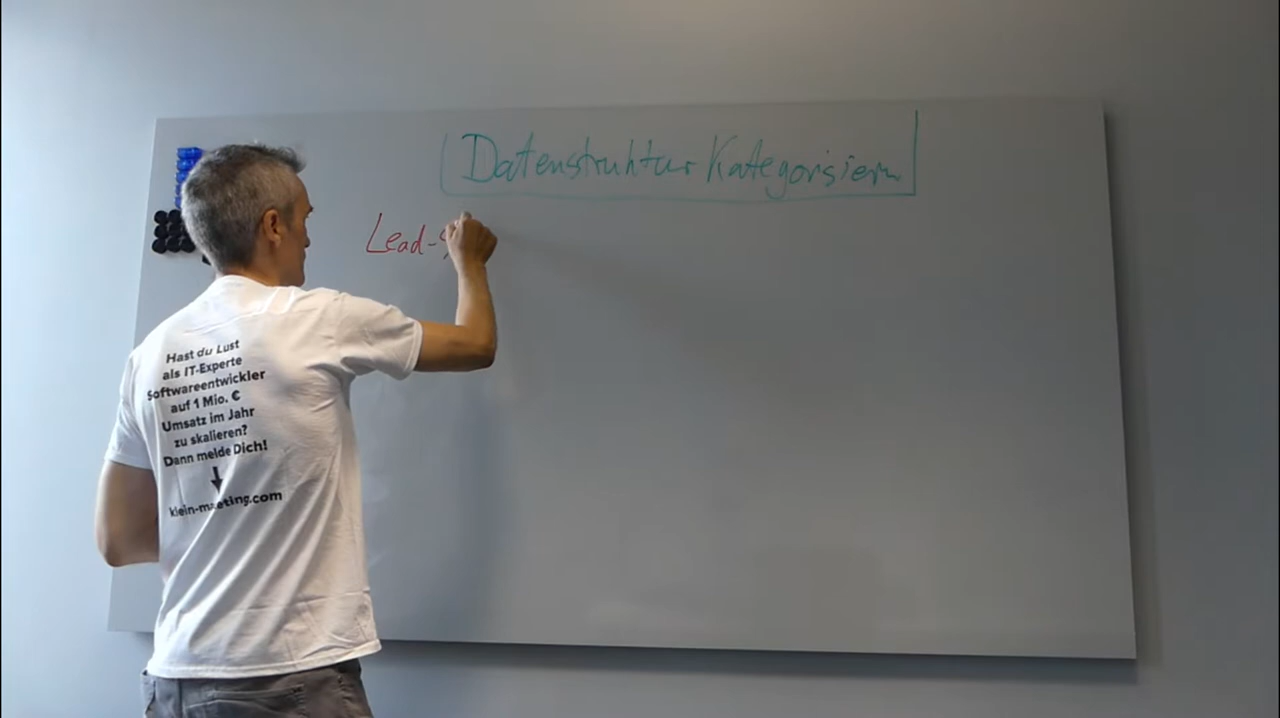 Datenstruktur Kategorisiern
Lead-S
Hast du Lust
als IT-Experte
Softwareentwickler
auf 1 Mio. €
Umsatz im Jahr
zu skalieren?
Dann melde Dich!